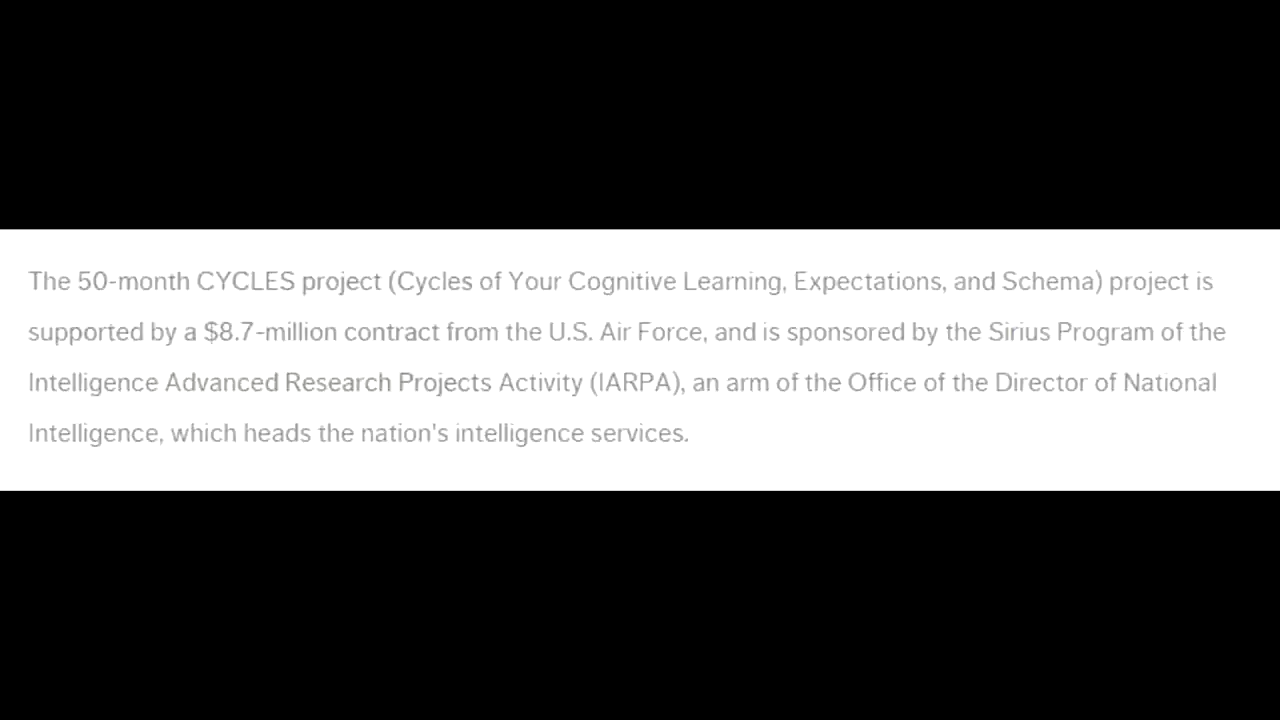 The 50-month CYCLES project (Cycles of Your Cognitive Learning, Expectations, and Schema) project is
supported by a $8.7-million contract from the U.S. Air Force, and is sponsored by the Sirius Program of the
Intelligence Advanced Research Projects Activity (IARPA), an arm of the Office of the Director of National
Intelligence, which heads the nation's intelligence services.